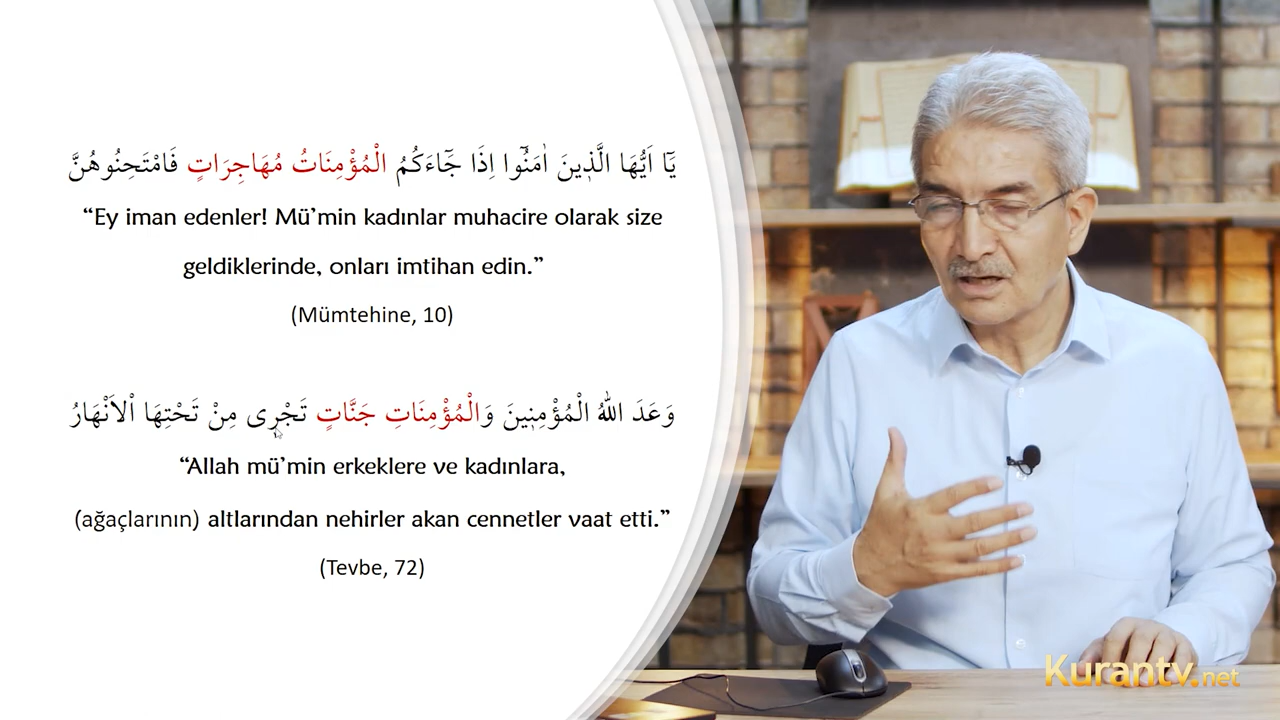 يَٓا اَيُّهَا الَّذ۪ينَ اٰمَنُٓوا اِذَا جَٓاءَكُمُ الْمُؤْمِنَاتُ مُهَاجِرَاتٍ فَامْتَحِنُوهُنَّ
“Ey iman edenler! Mü’min kadınlar muhacire olarak size
geldiklerinde, onları imtihan edin.”
(Mümtehine, 10)
وَعَدَ اللّٰهُ الْمُؤْمِن۪ينَ وَالْمُؤْمِنَاتِ جَنَّاتٍ تَجْر۪ى مِنْ تَحْتِهَا الْاَنْهَارُ
“Allah mü’min erkeklere ve kadınlara,
(ağaçlarının) altlarından nehirler akan cennetler vaat etti.”
(Tevbe, 72)
Kurantv.net